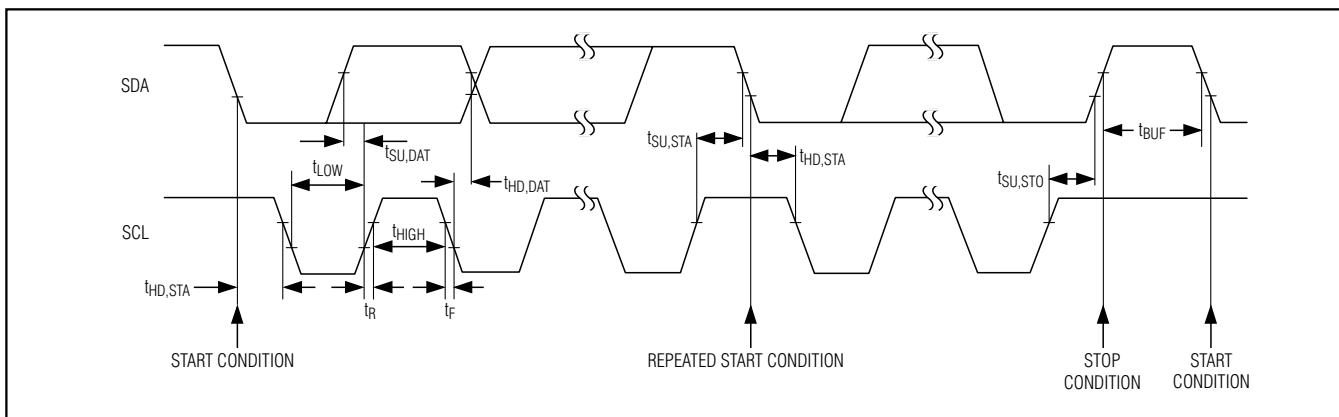 SDA
tSU,STA
tBUF
tSU,DAT
tHD,STA
tLOW
tHD,DAT
tSU,STO
SCL
tHIGH
tHD,STA
tR
tF
START CONDITION
REPEATED START CONDITION
STOP
CONDITION
START
CONDITION